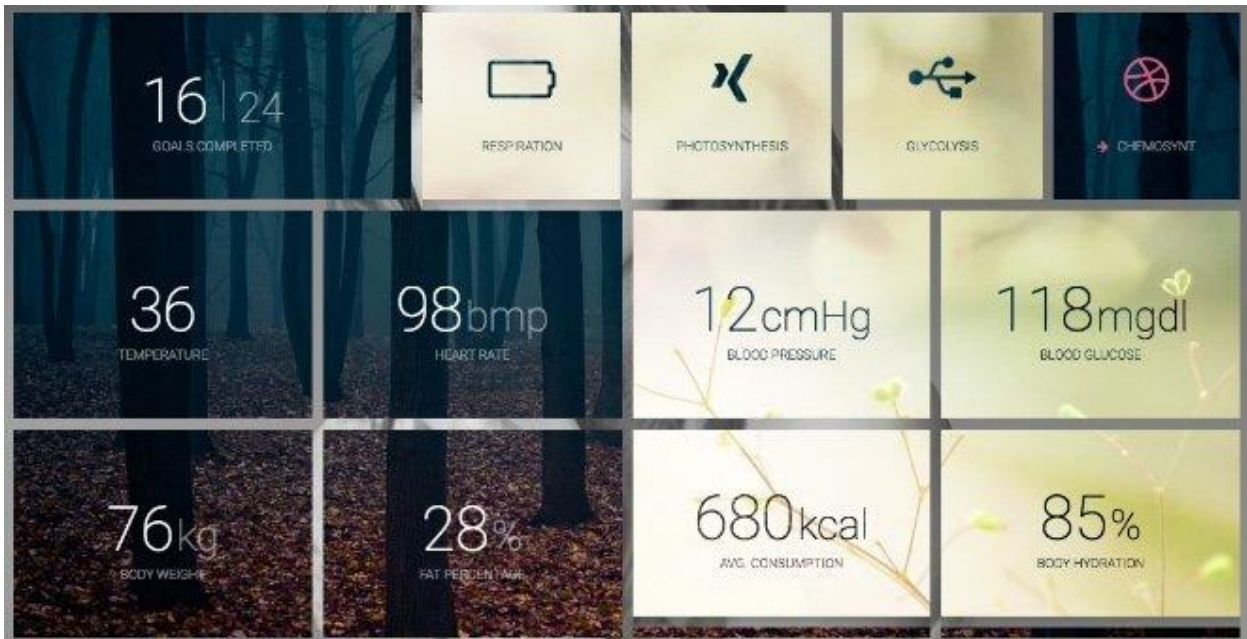 16 | 24
GOALS COMPLETED
RESPIRATION
PHOTOSYNTHESIS
GLYCOLYSIS
CHEMOSYNT
36
TEMPERATURE
98bmp
HEART RATE
12cmHg
BLOOD PRESSURE
118mgdl
BLOOD GLUCOSE
76kg
BODY WEIGHT
28%
FAT PERCENTAGE
680kcal
AVG. CONSUMPTION
85%
BODY HYDRATION